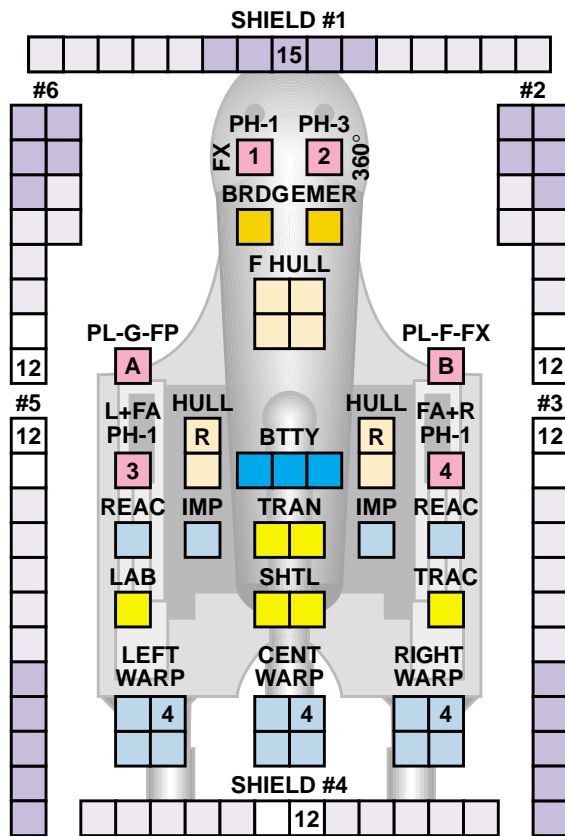 SHIELD #1
15
#6 #2
PH-1 PH-3
FX 1 2 360°
BRDG EMER
F HULL
PL-G-FP PL-F-FX
12 A B 12
#5 #3
12 L+FA HULL HULL FA+R 12
PH-1 R BTTY R PH-1
3 4
REAC IMP TRAN IMP REAC
LAB SHTL TRAC
LEFT CENT RIGHT
WARP WARP WARP
4 4 4
SHIELD #4
12